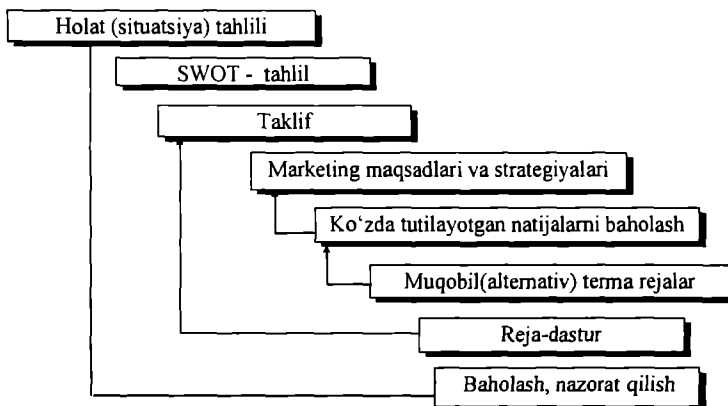 Holat (situatsiya) tahlili
SWOT - tahlil
Taklif
Marketing maqsadlari va strategiyalari
Ko‘zda tutilayotgan natijalarni baholash
Muqobil(alternativ) terma rejalar
Reja-dastur
Baholash, nazorat qilish